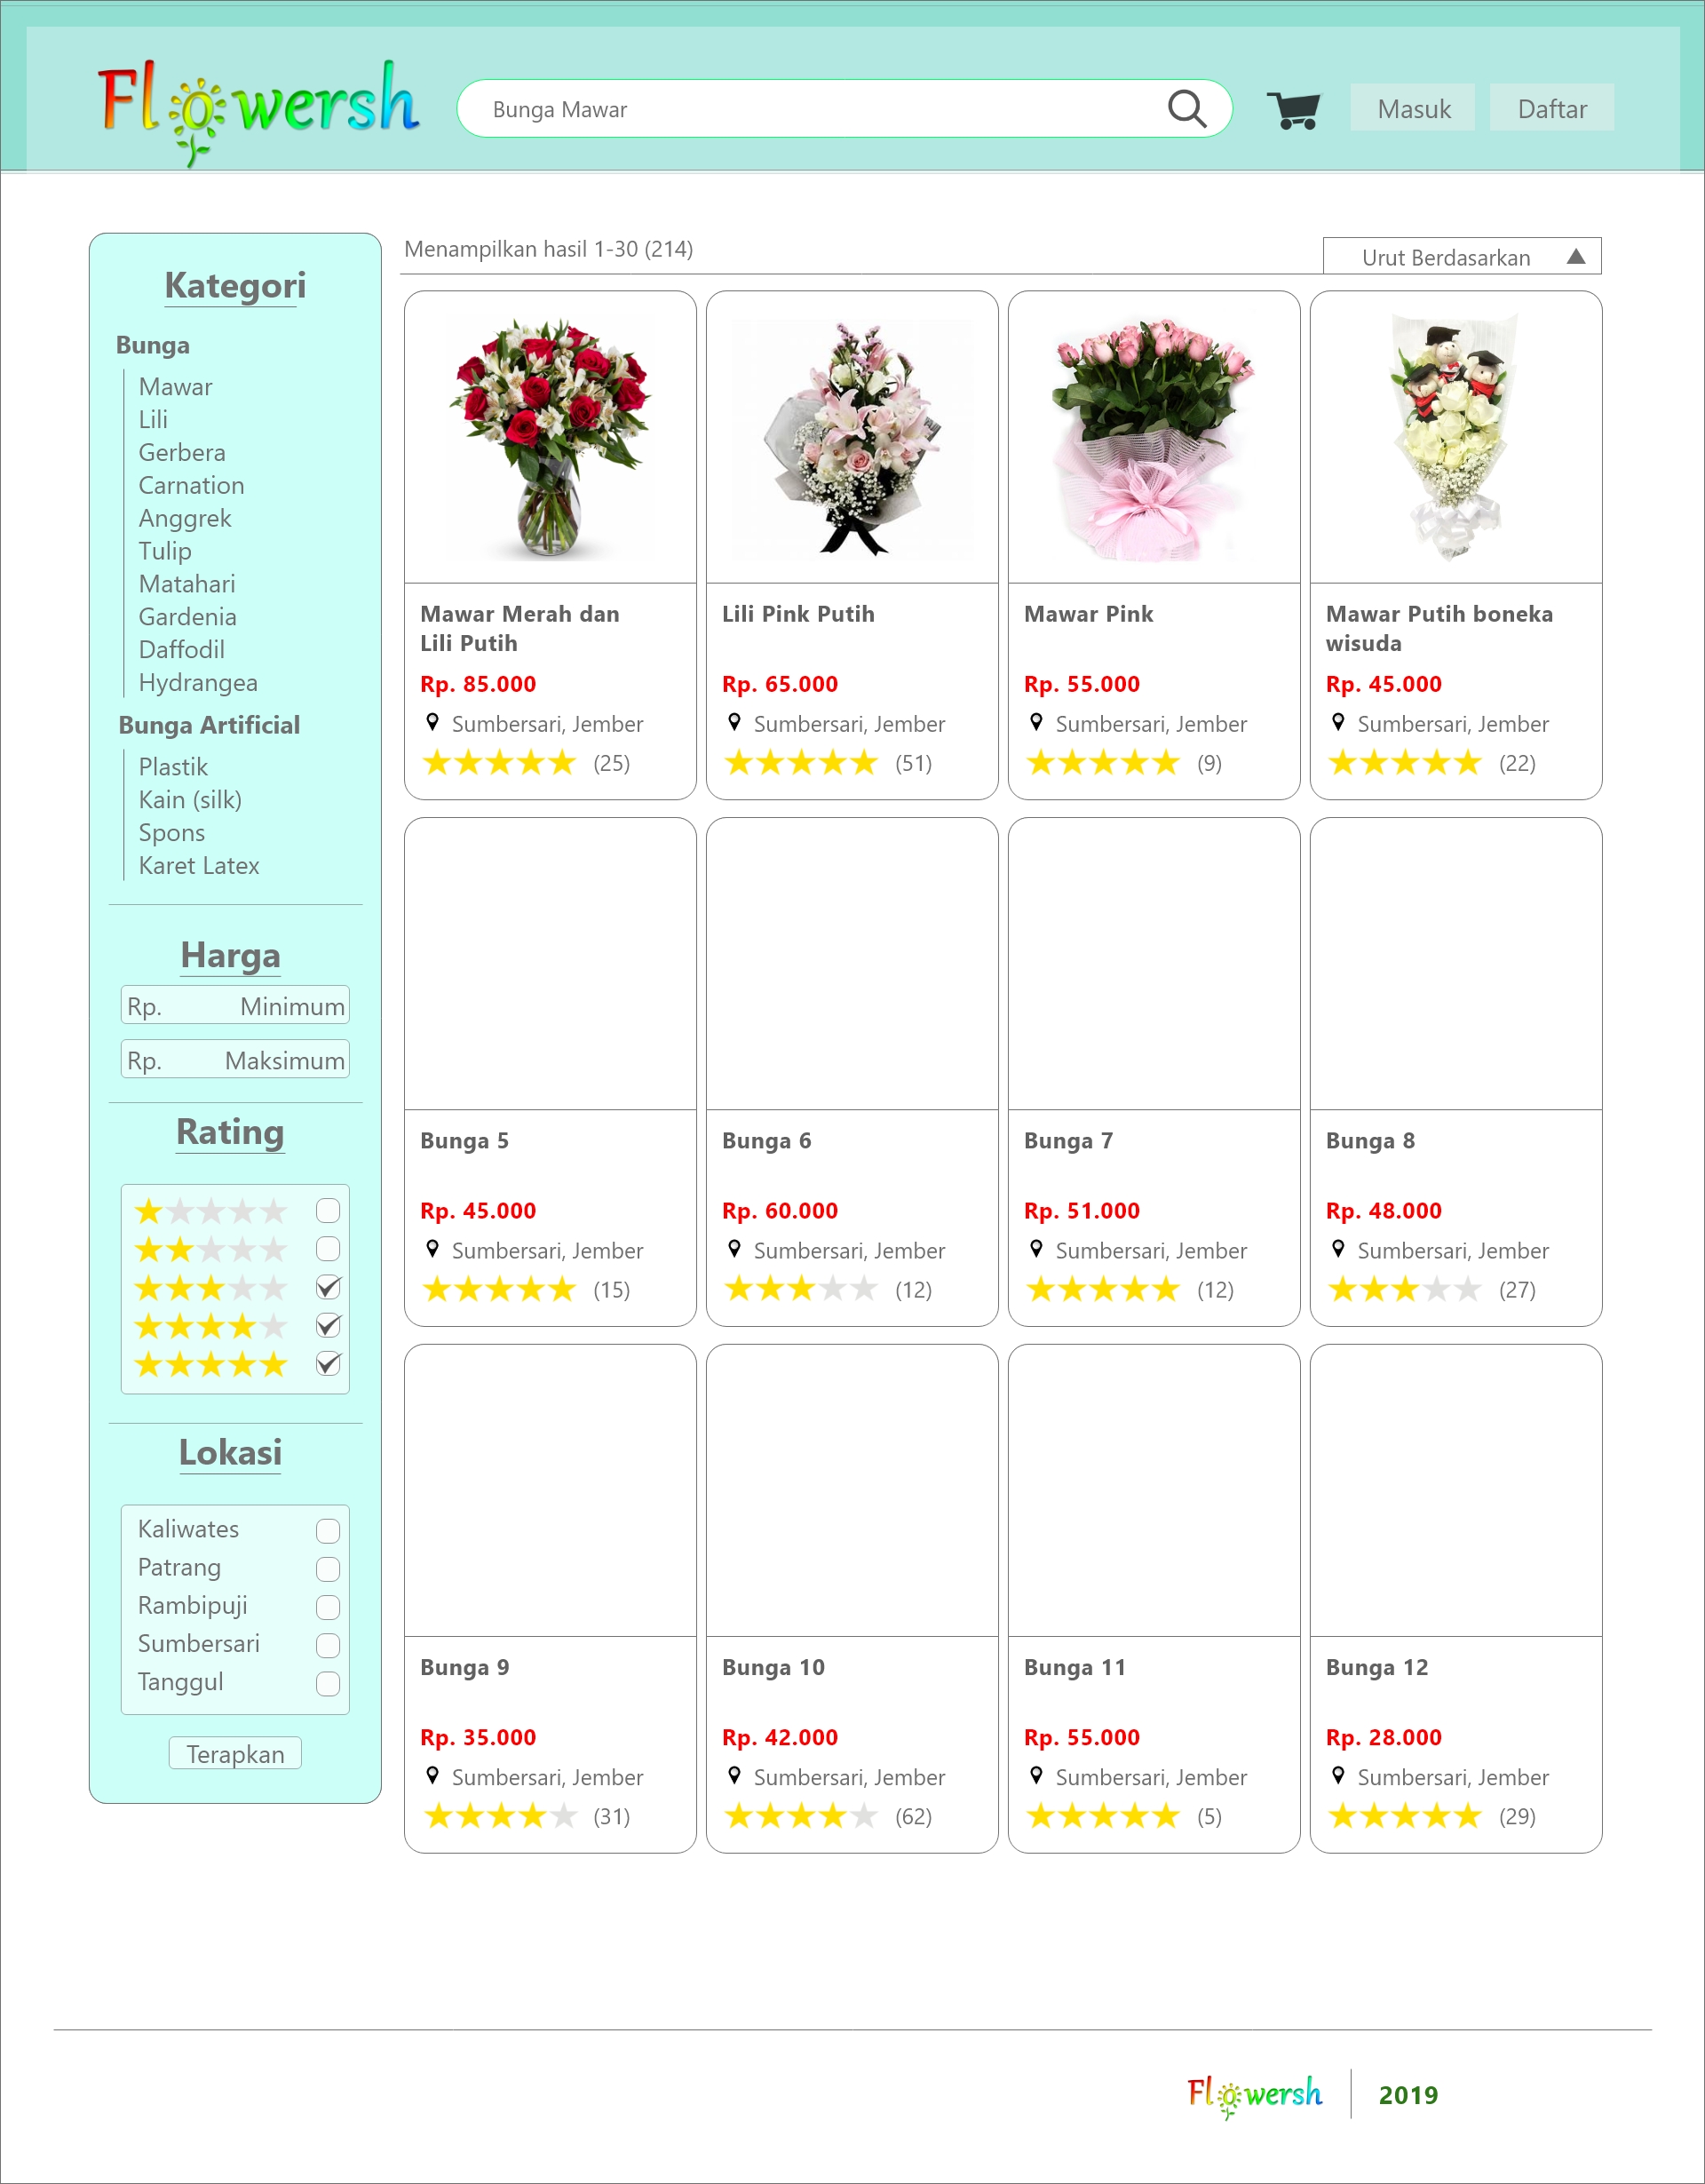 Flowersh
Bunga Mawar
Masuk
Daftar
Kategori
Bunga
Mawar
Lili
Gerbera
Carnation
Anggrek
Tulip
Matahari
Gardenia
Daffodil
Hydrangea
Bunga Artificial
Plastik
Kain (silk)
Spons
Karet Latex
Harga
Rp. Minimum
Rp. Maksimum
Rating
Lokasi
Kaliwates
Patrang
Rambipuji
Sumbersari
Tanggul
Terapkan
Menampilkan hasil 1-30 (214)
Urut Berdasarkan
Mawar Merah dan
Lili Putih
Rp. 85.000
Sumbersari, Jember
(25)
Lili Pink Putih
Rp. 65.000
Sumbersari, Jember
(51)
Mawar Pink
Rp. 55.000
Sumbersari, Jember
(9)
Mawar Putih boneka
wisuda
Rp. 45.000
Sumbersari, Jember
(22)
Bunga 5
Rp. 45.000
Sumbersari, Jember
(15)
Bunga 6
Rp. 60.000
Sumbersari, Jember
(12)
Bunga 7
Rp. 51.000
Sumbersari, Jember
(12)
Bunga 8
Rp. 48.000
Sumbersari, Jember
(27)
Bunga 9
Rp. 35.000
Sumbersari, Jember
(31)
Bunga 10
Rp. 42.000
Sumbersari, Jember
(62)
Bunga 11
Rp. 55.000
Sumbersari, Jember
(5)
Bunga 12
Rp. 28.000
Sumbersari, Jember
(29)
Flowersh
2019